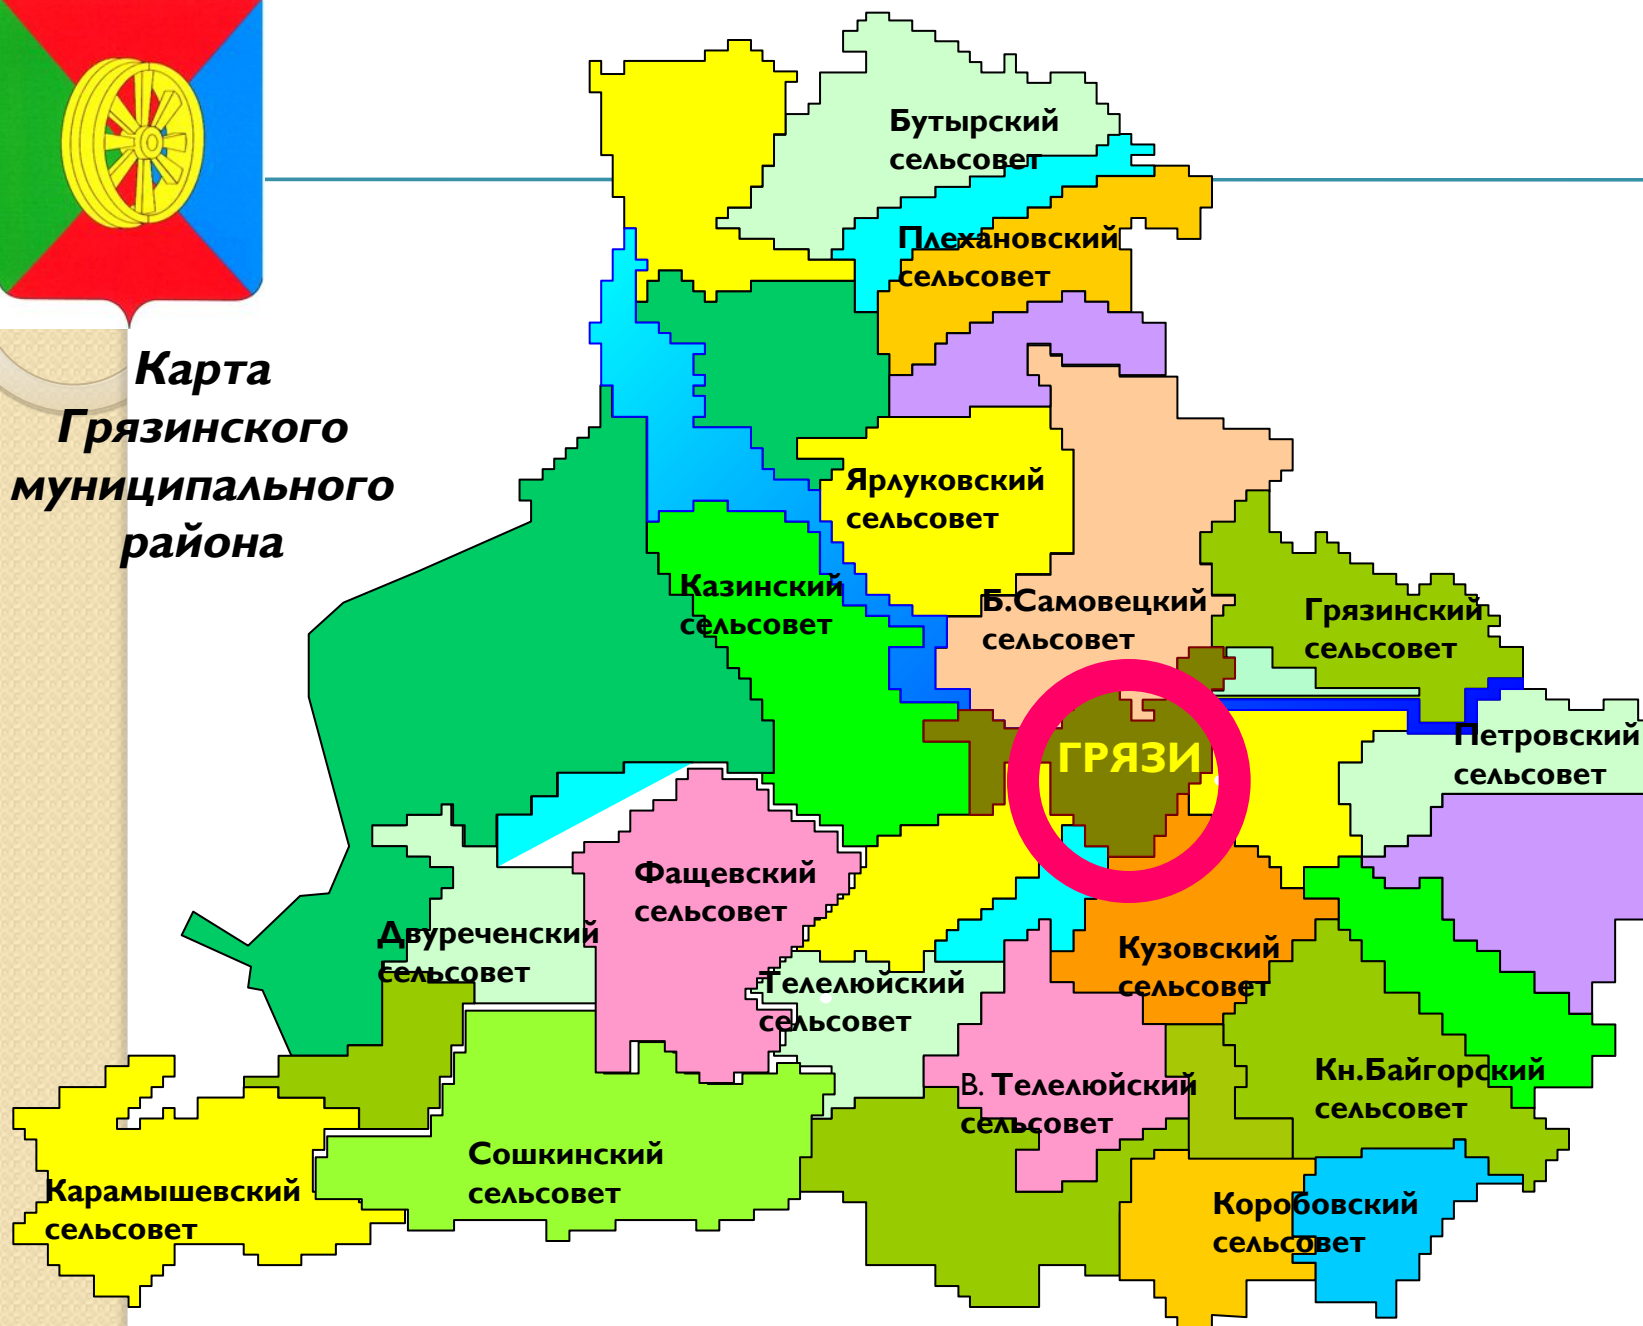 Карта
Грязинского
муниципального
района
Бутырский
сельсовет
Плехановский
сельсовет
Ярлуковский
сельсовет
Казинский
сельсовет
Б.Самовецкий
сельсовет
Грязинский
сельсовет
ГРЯЗИ
Петровский
сельсовет
Фащевский
сельсовет
Двуреченский
сельсовет
Телелюйский
сельсовет
Кузовский
сельсовет
В. Телелюйский
сельсовет
Кн.Байгорский
сельсовет
Сошкинский
сельсовет
Карамышевский
сельсовет
Коробовский
сельсовет